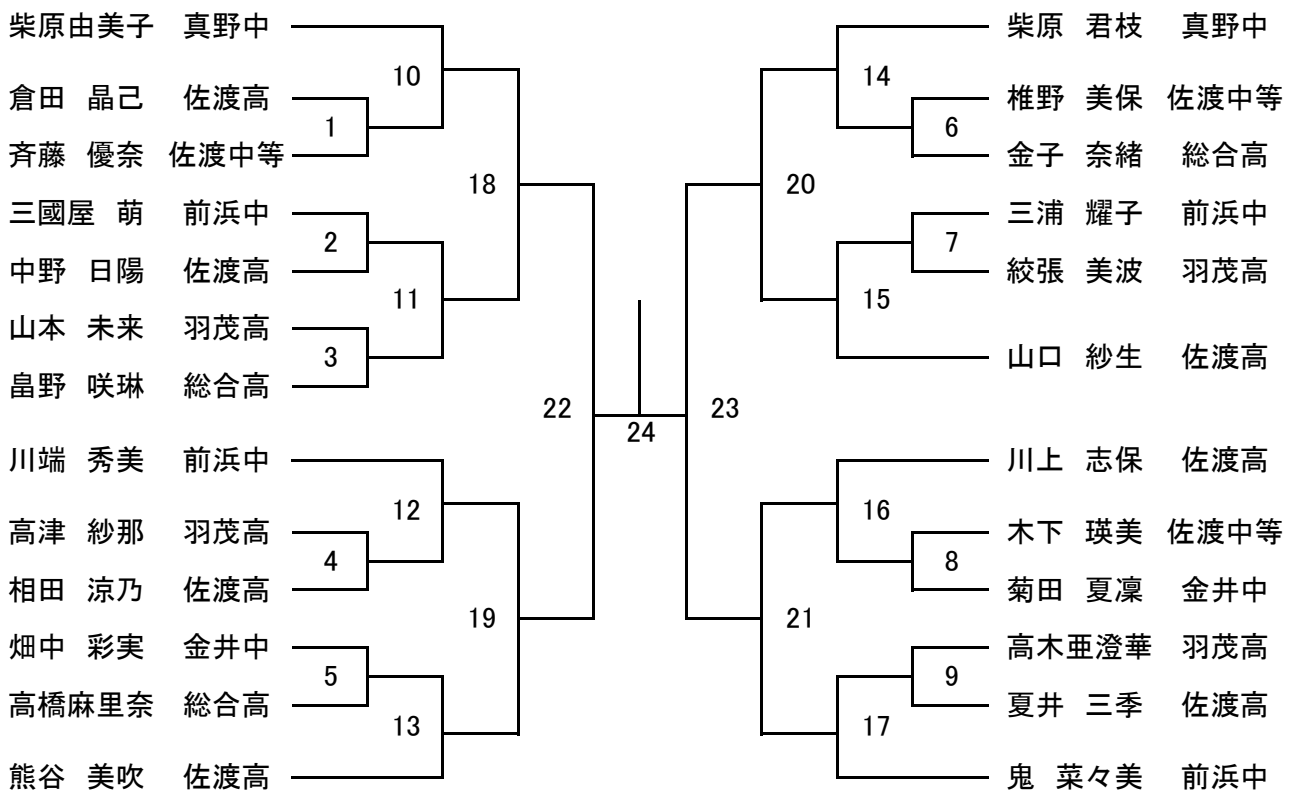 柴原由美子 真野中
10
倉田 晶己 佐渡高
1
斉藤 優奈 佐渡中等
18
三國屋 萌 前浜中
2
中野 日陽 佐渡高
11
山本 未来 羽茂高
3
畠野 咲琳 総合高
22
川端 秀美 前浜中
12
高津 紗那 羽茂高
4
相田 涼乃 佐渡高
19
畑中 彩実 金井中
5
高橋麻里奈 総合高
13
熊谷 美吹 佐渡高
24
柴原 君枝 真野中
14
椎野 美保 佐渡中等
6
金子 奈緒 総合高
20
三浦 耀子 前浜中
7
絞張 美波 羽茂高
15
山口 紗生 佐渡高
23
川上 志保 佐渡高
16
木下 瑛美 佐渡中等
8
菊田 夏凜 金井中
21
高木亜澄華 羽茂高
9
夏井 三季 佐渡高
17
鬼 菜々美 前浜中